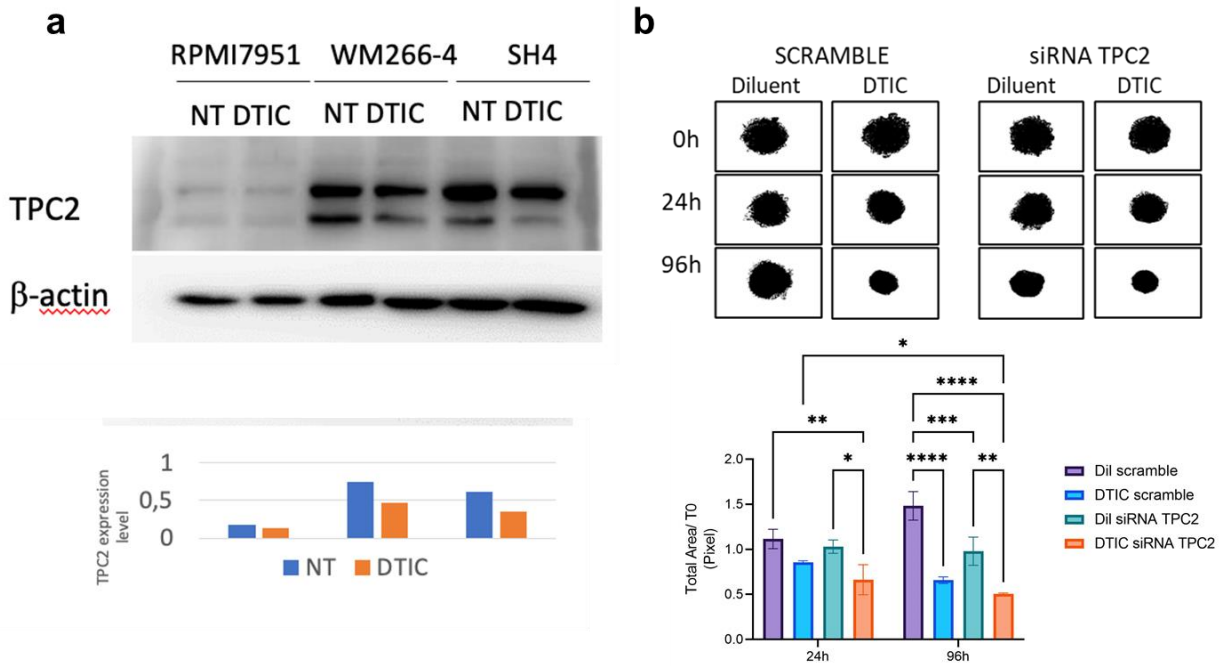 a
RPMI7951 WM266-4 SH4
NT DTIC NT DTIC NT DTIC
TPC2
β-actin
TPC2 expression
level
1
0,5
0
NT DTIC
b
SCRAMBLE siRNA TPC2
Diluent DTIC Diluent DTIC
0h
24h
96h
*
****
** ***
* **** **
2.0
1.5
1.0
0.5
0.0
Total Area/ T0
(Pixel)
24h 96h
Dil scramble
DTIC scramble
Dil siRNA TPC2
DTIC siRNA TPC2